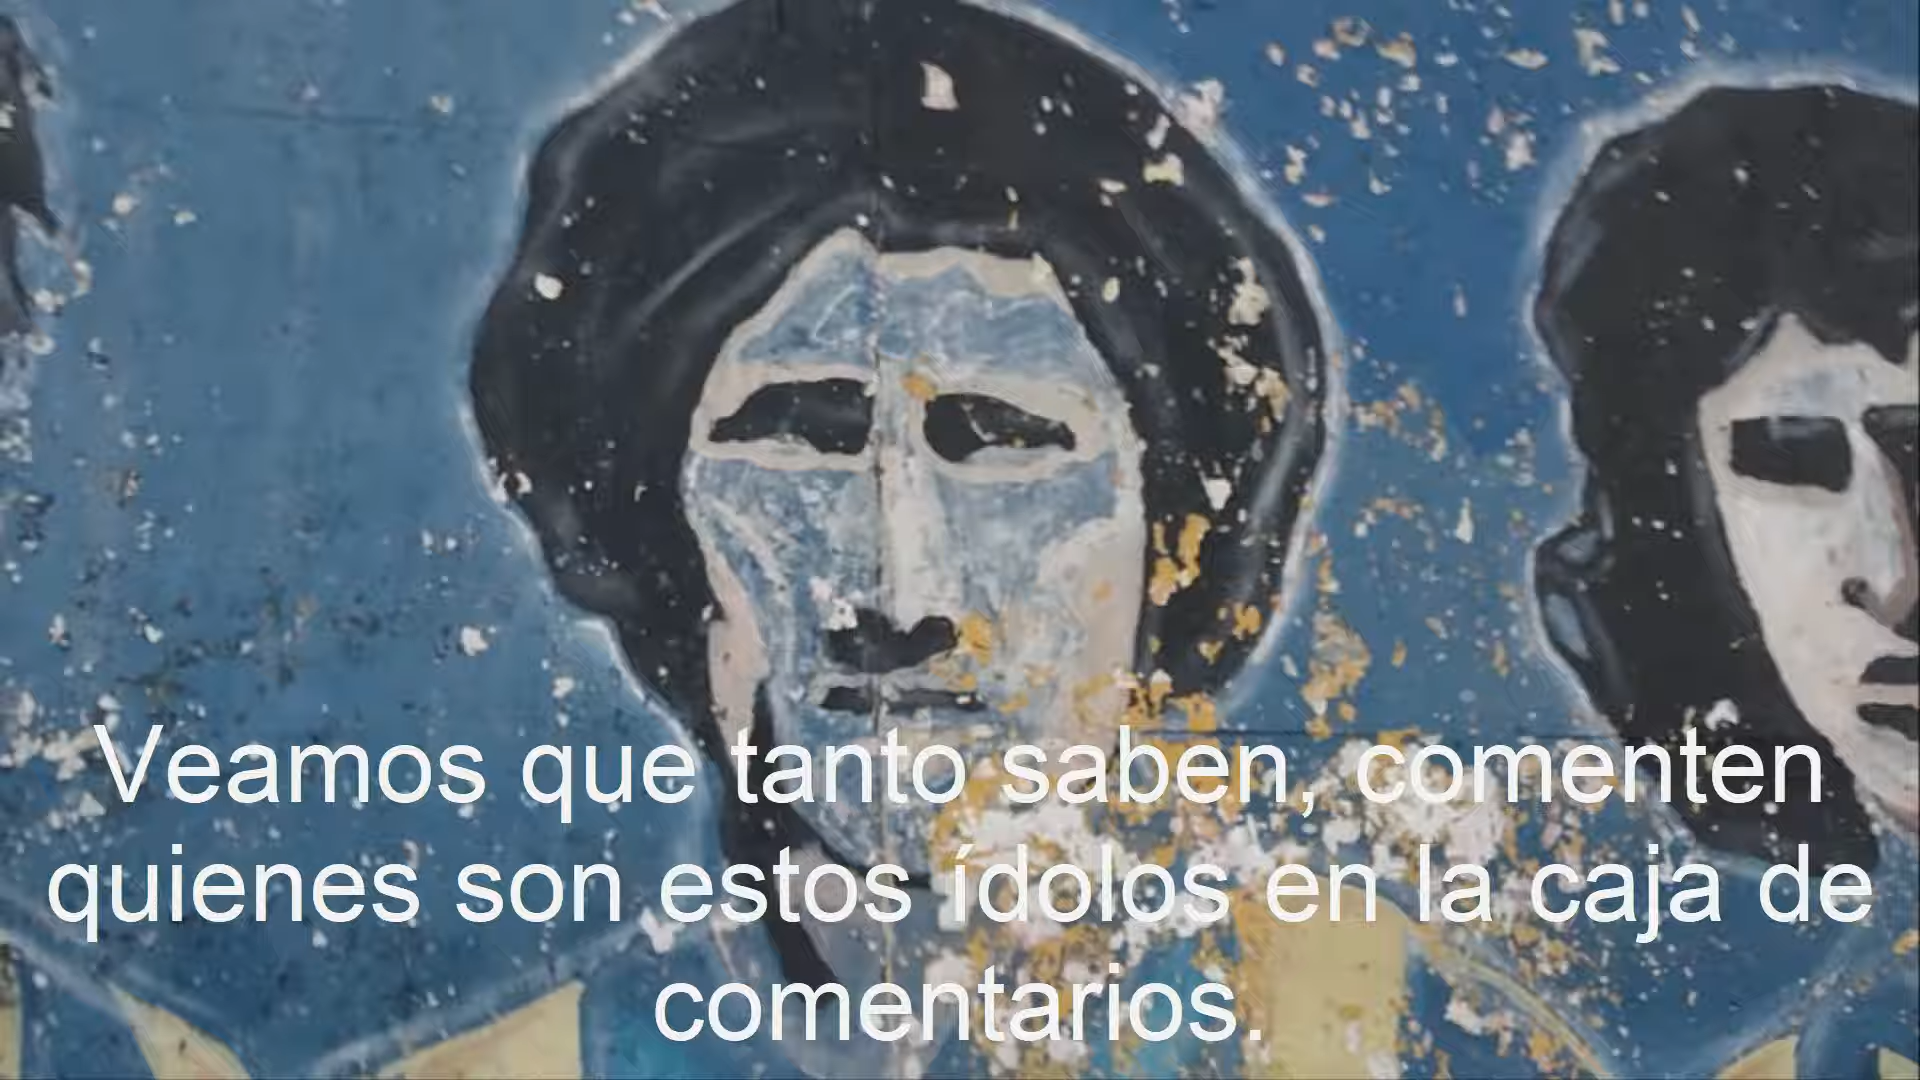 Veamos que tanto saben, comenten
quienes son estos ídolos en la caja de
comentarios.